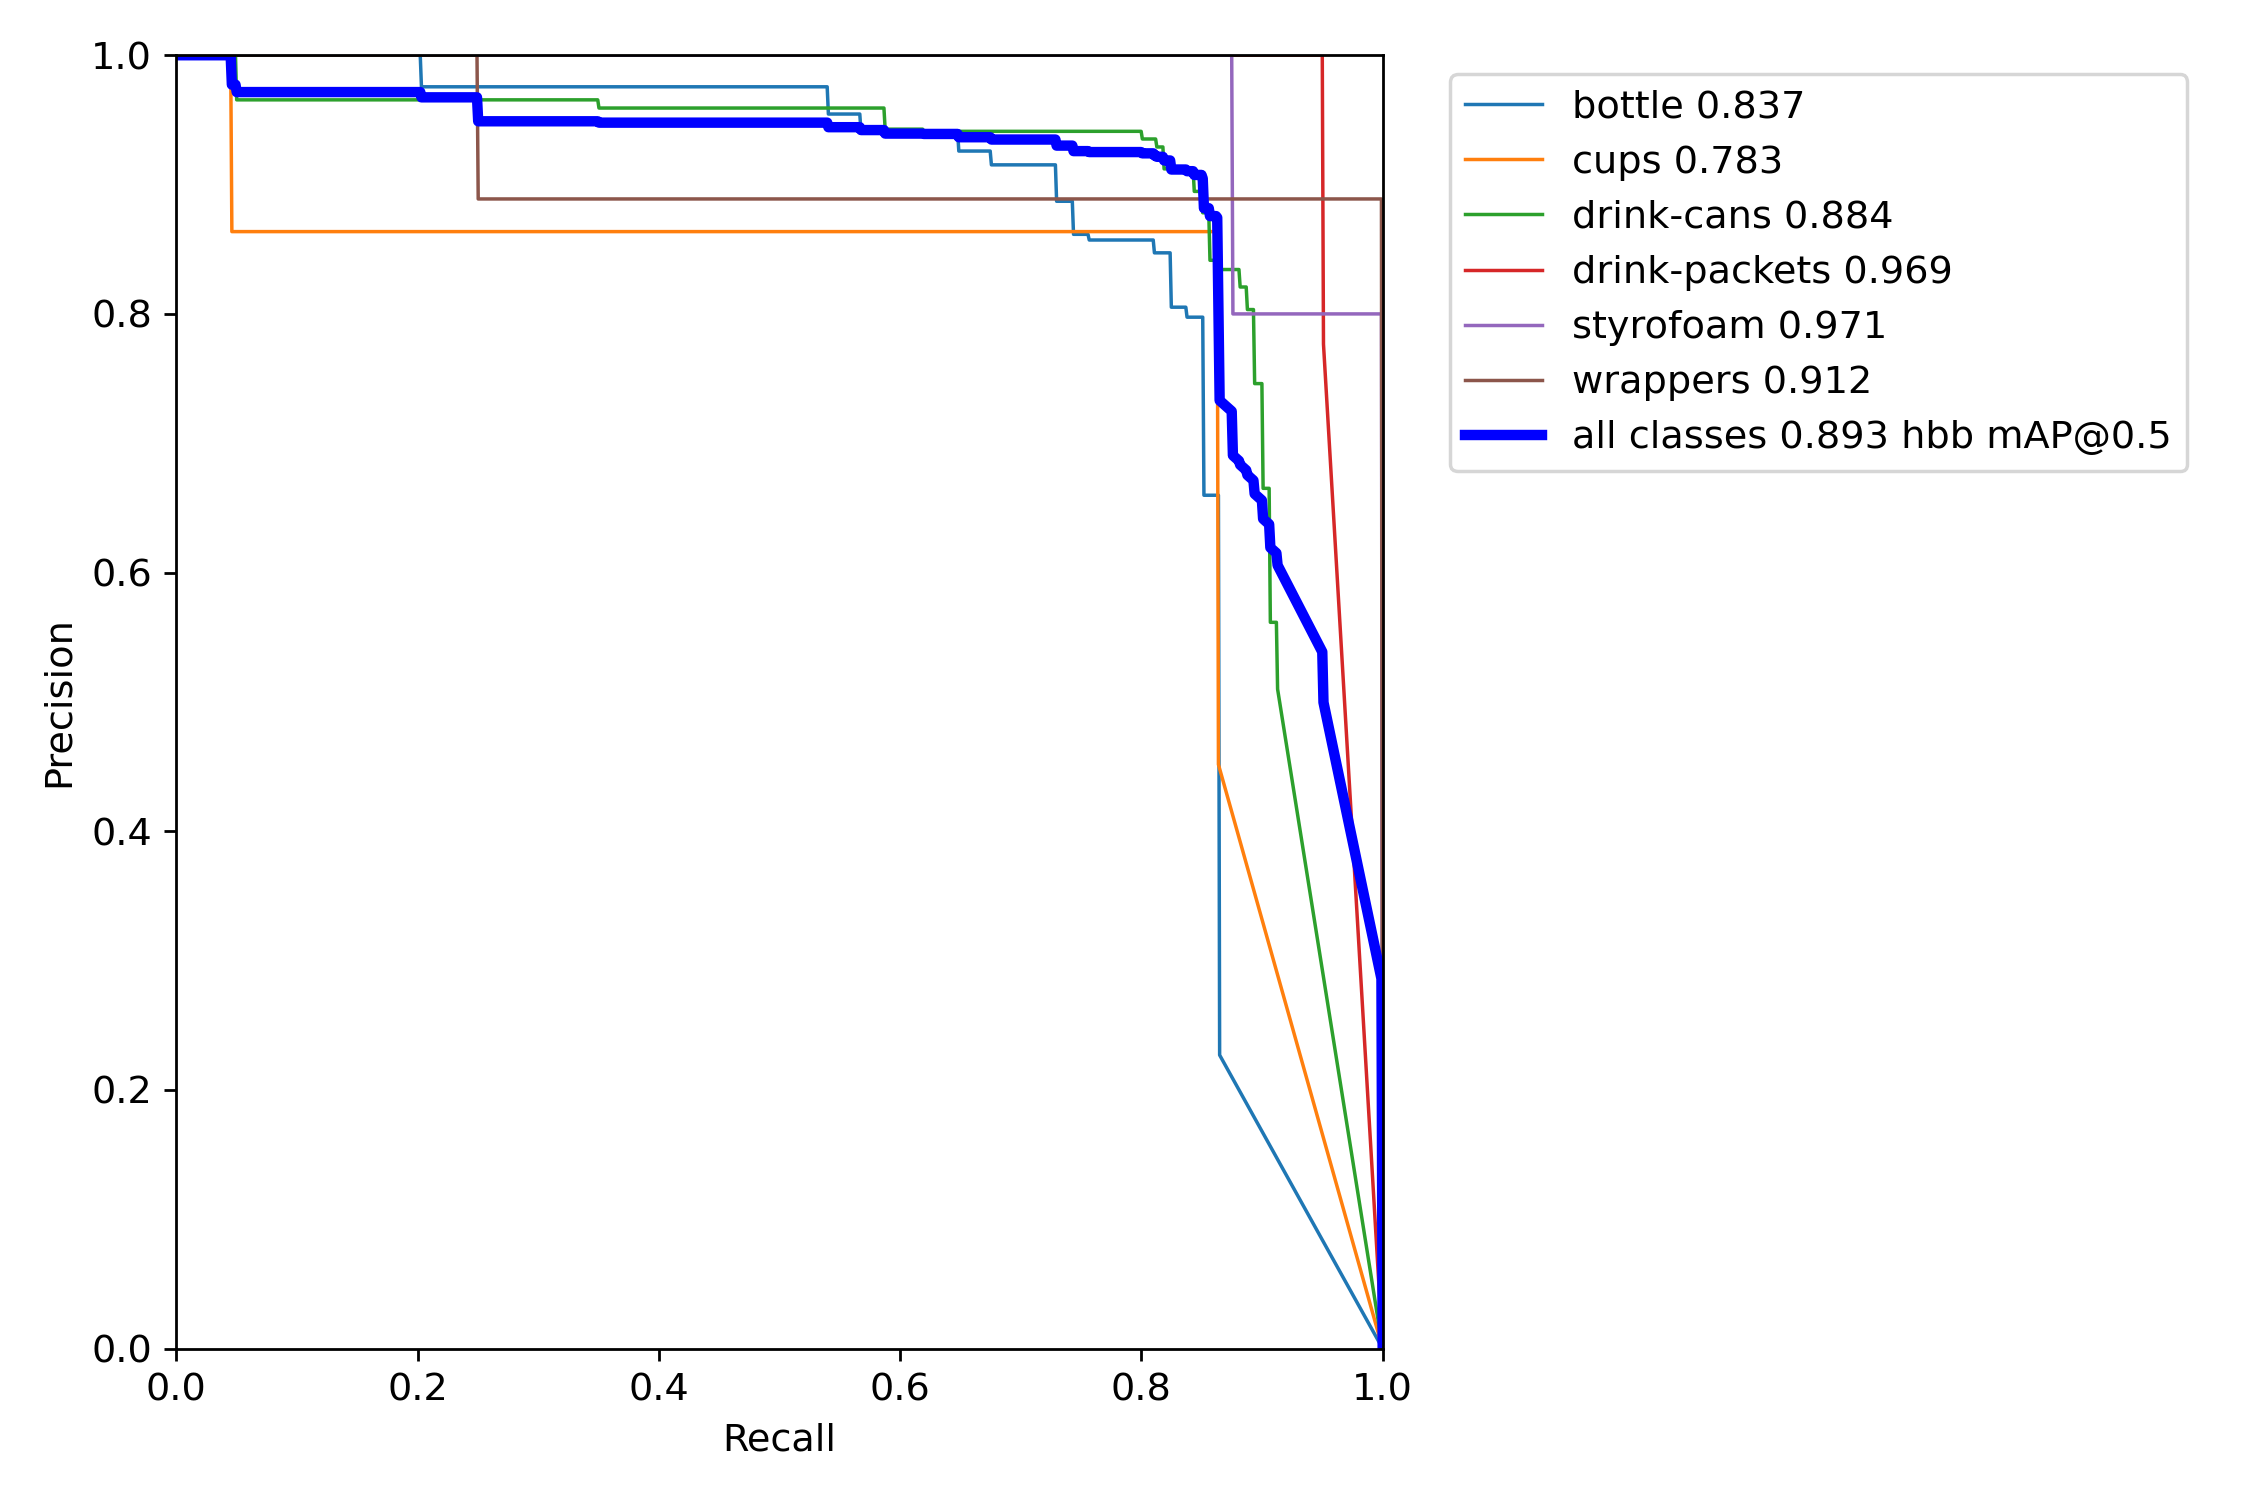 1.0
0.8
0.6
0.4
0.2
0.0
Precision
0.0 0.2 0.4 0.6 0.8 1.0
Recall
bottle 0.837
cups 0.783
drink-cans 0.884
drink-packets 0.969
styrofoam 0.971
wrappers 0.912
all classes 0.893 hbb mAP@0.5